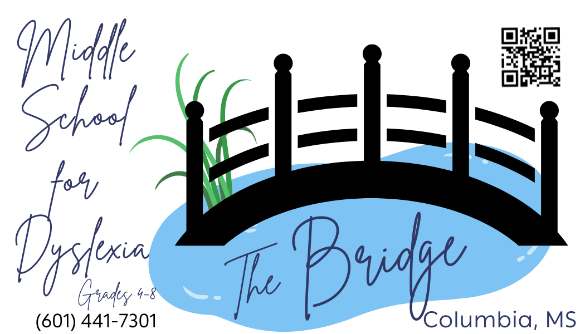 Middle
School
for
Dyslexia
Grades 4-8
(601) 441-7301
The Bridge
Columbia, MS